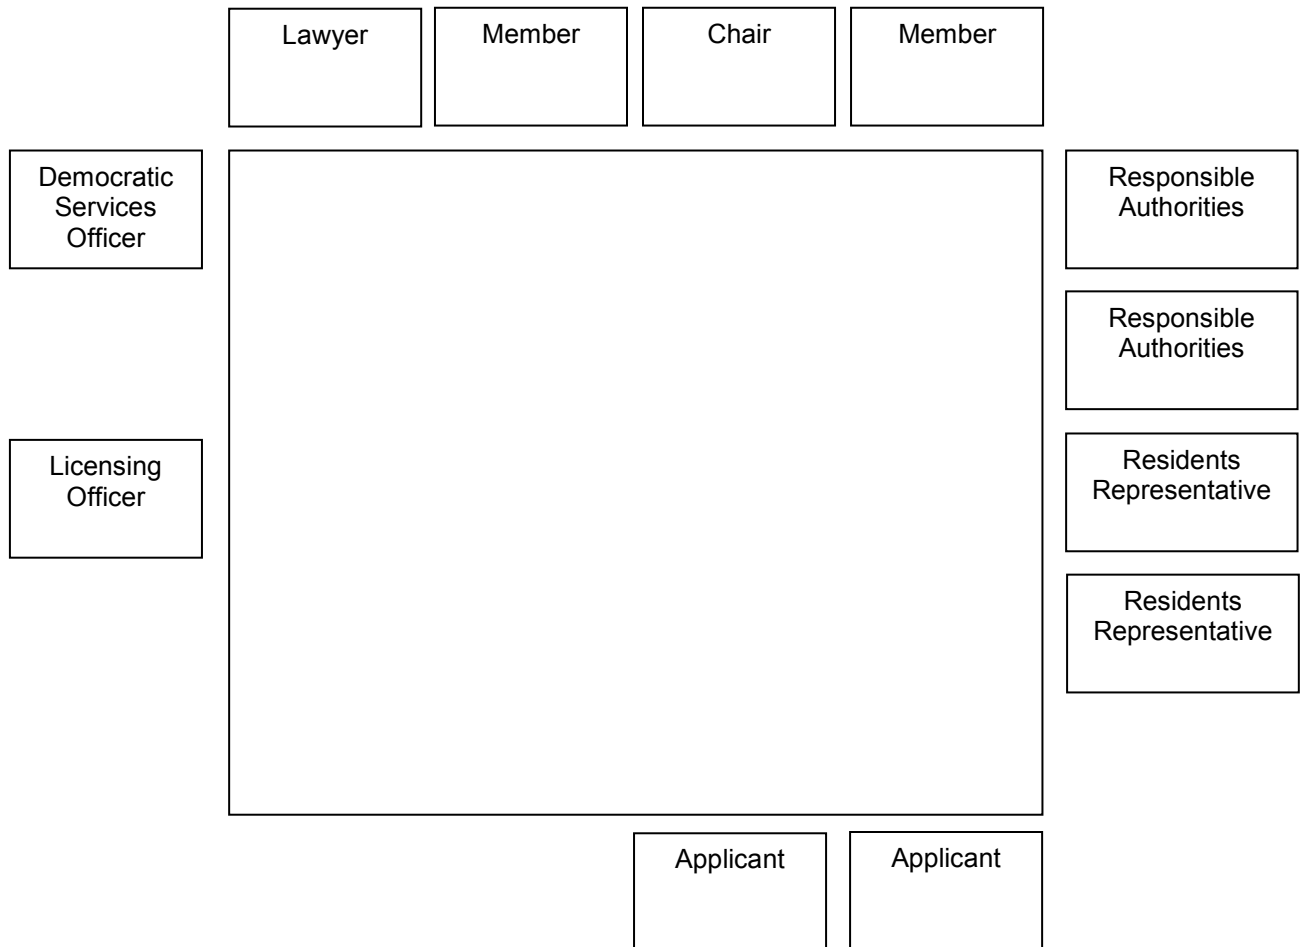 Lawyer
Member
Chair
Member
Democratic
Services
Officer
Responsible
Authorities
Responsible
Authorities
Licensing
Officer
Residents
Representative
Residents
Representative
Applicant
Applicant